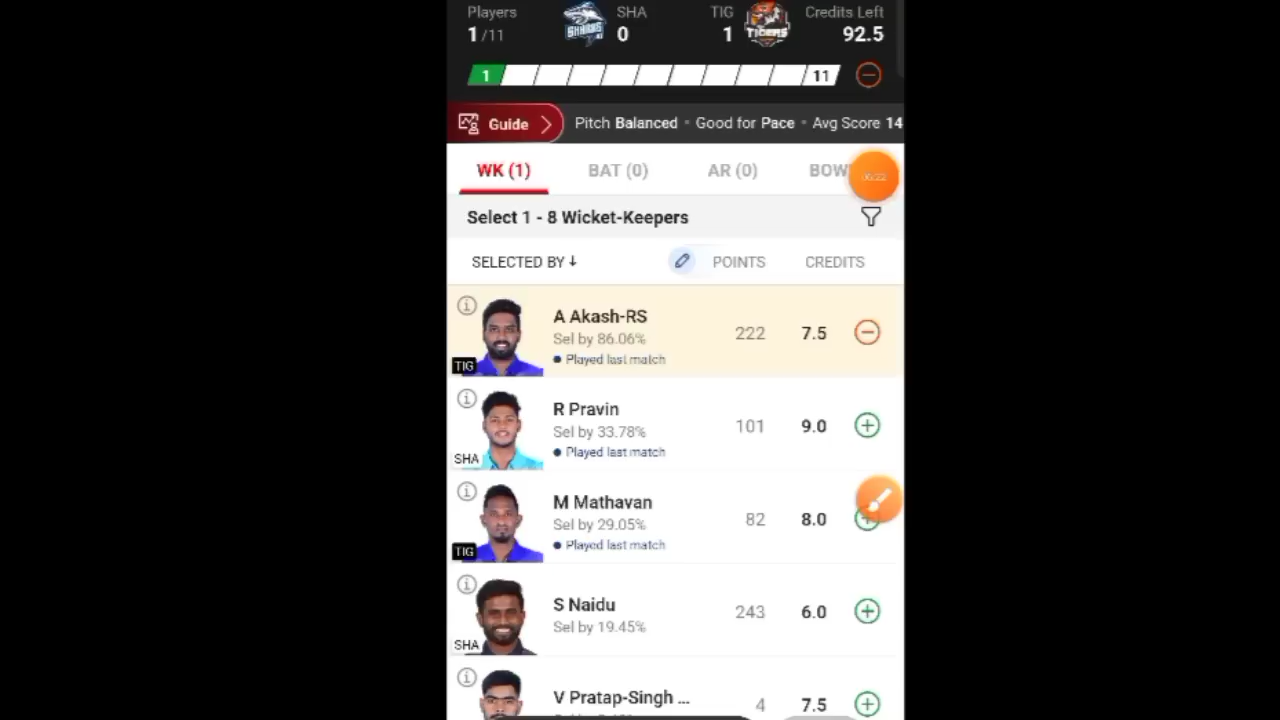 Players SHA TIG Credits Left
1/11 0 1 92.5
SHARKS TIGERS
1 11
Guide Pitch Balanced • Good for Pace • Avg Score 14
WK (1) BAT (0) AR (0) BOW
Select 1 - 8 Wicket-Keepers
SELECTED BY ↓ POINTS CREDITS
A Akash-RS
Sel by 86.06% 222 7.5
Played last match
TIG
R Pravin
Sel by 33.78% 101 9.0
Played last match
SHA
M Mathavan
Sel by 29.05% 82 8.0
Played last match
TIG
S Naidu
Sel by 19.45% 243 6.0
SHA
V Pratap-Singh ... 4 7.5